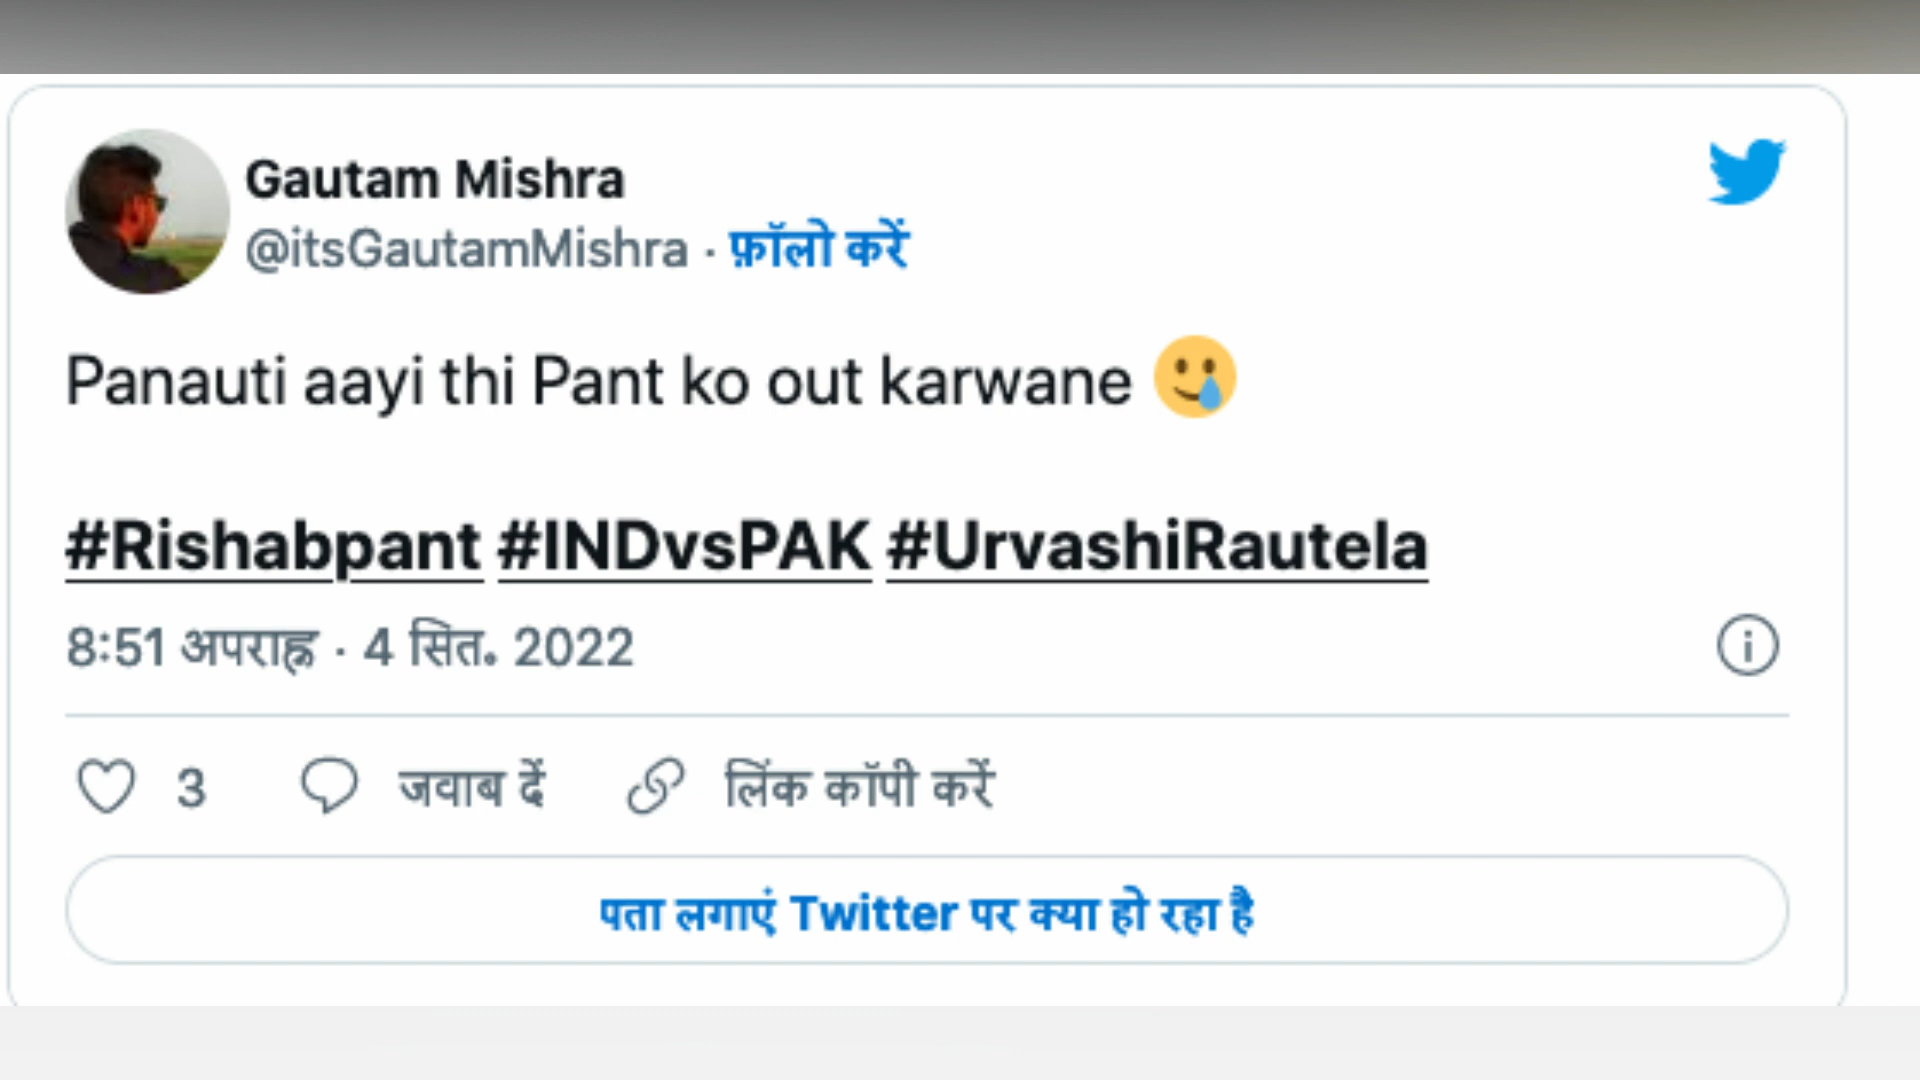 Gautam Mishra
@itsGautamMishra · फ़ॉलो करें
Panauti aayi thi Pant ko out karwane 🥲
#Rishabpant #INDvsPAK #UrvashiRautela
8:51 अपराह्न · 4 सित॰ 2022
3 जवाब दें लिंक कॉपी करें
पता लगाएं Twitter पर क्या हो रहा है